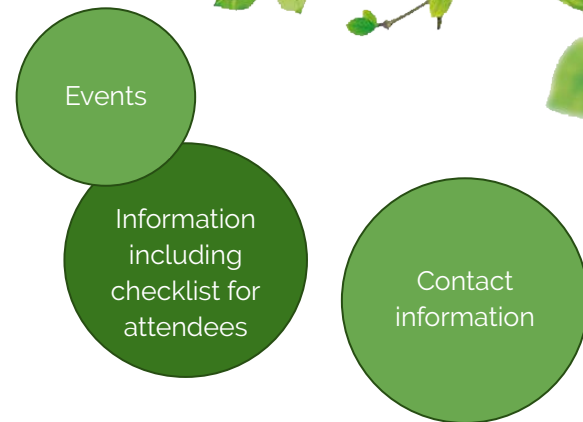 Events
Information
including
checklist for
attendees
Contact
information